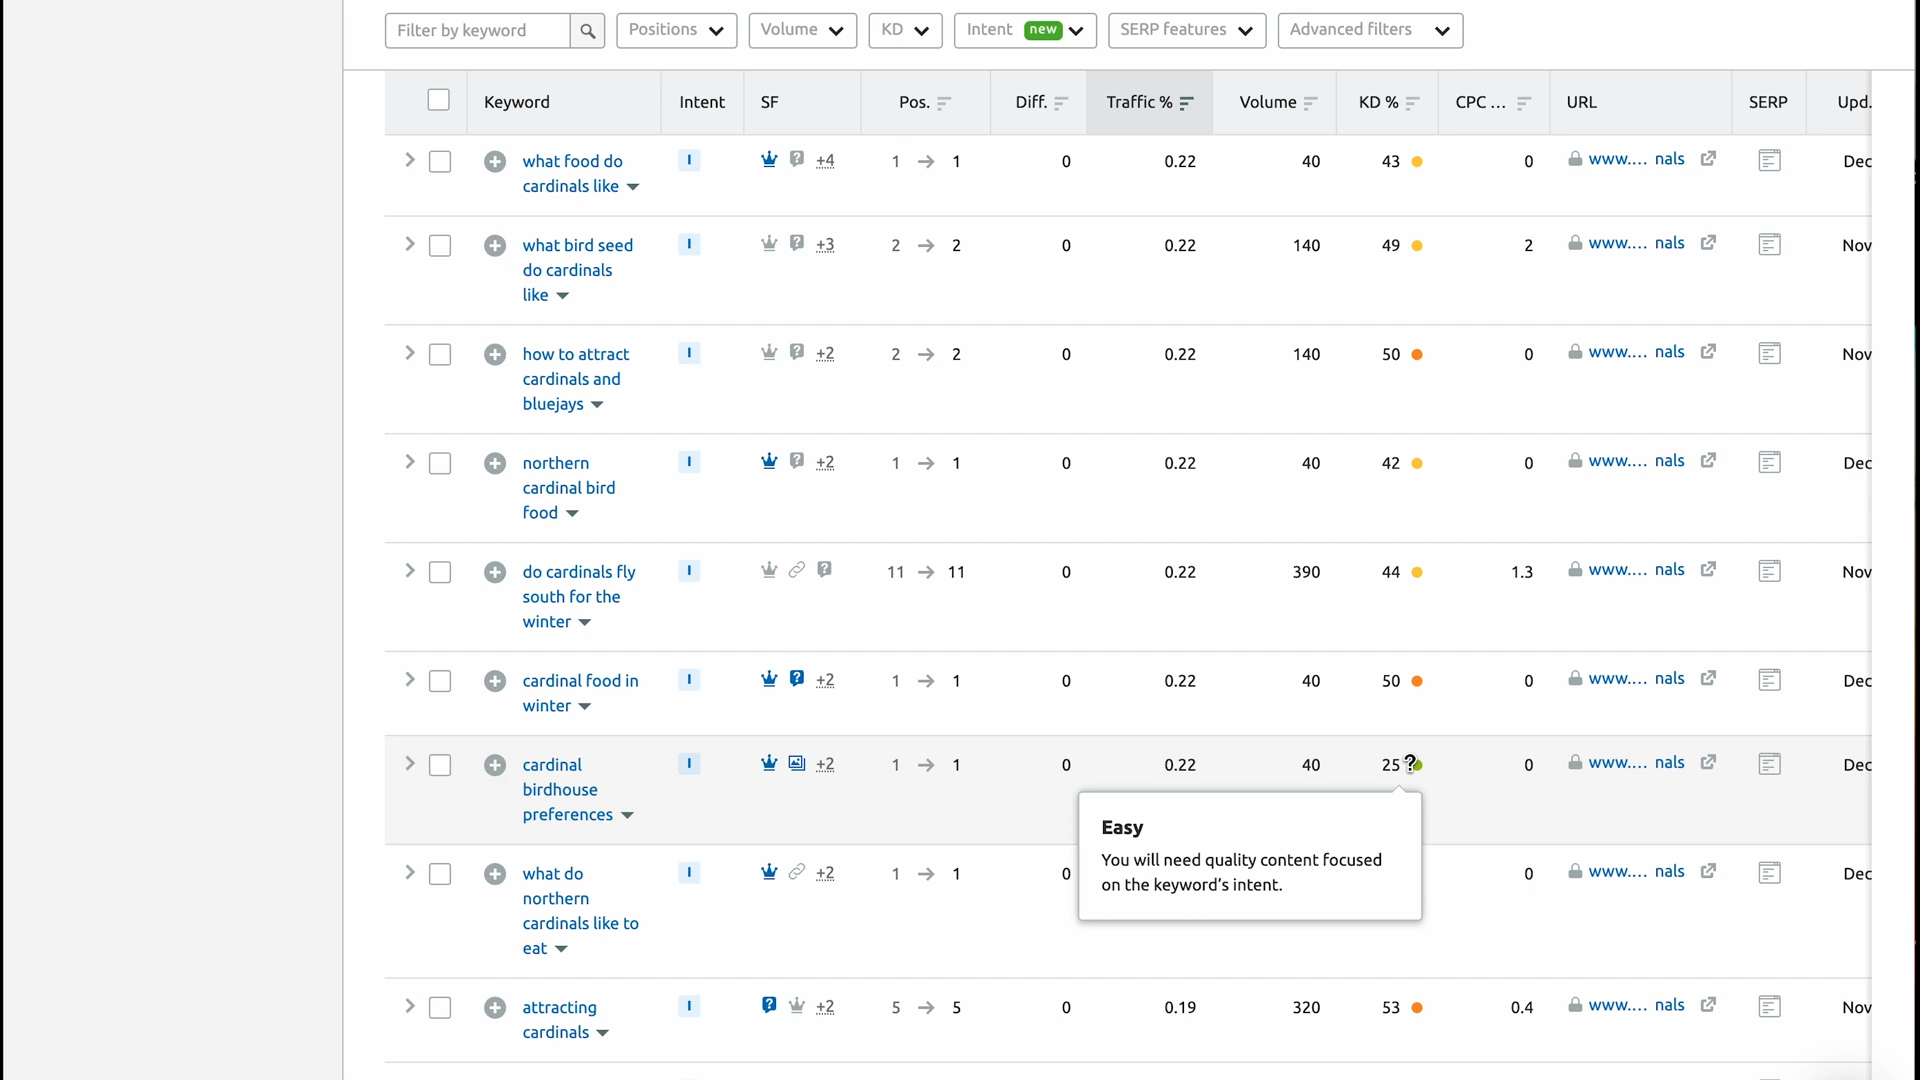 Filter by keyword
Positions
Volume
KD
Intent new
SERP features
Advanced filters
Keyword Intent SF Pos. Diff. Traffic % Volume KD % CPC ... URL SERP Upd.
what food do I +4 1 → 1 0 0.22 40 43 0 www.... nals Dec
cardinals like
what bird seed I +3 2 → 2 0 0.22 140 49 2 www.... nals Nov
do cardinals
like
how to attract I +2 2 → 2 0 0.22 140 50 0 www.... nals Nov
cardinals and
bluejays
northern I +2 1 → 1 0 0.22 40 42 0 www.... nals Dec
cardinal bird
food
do cardinals fly I 11 → 11 0 0.22 390 44 1.3 www.... nals Nov
south for the
winter
cardinal food in I +2 1 → 1 0 0.22 40 50 0 www.... nals Dec
winter
cardinal I +2 1 → 1 0 0.22 40 25 0 www.... nals Dec
birdhouse
preferences
Easy
You will need quality content focused
on the keyword's intent.
what do I +2 1 → 1 0 0 www.... nals Dec
northern
cardinals like to
eat
attracting I +2 5 → 5 0 0.19 320 53 0.4 www.... nals Nov
cardinals